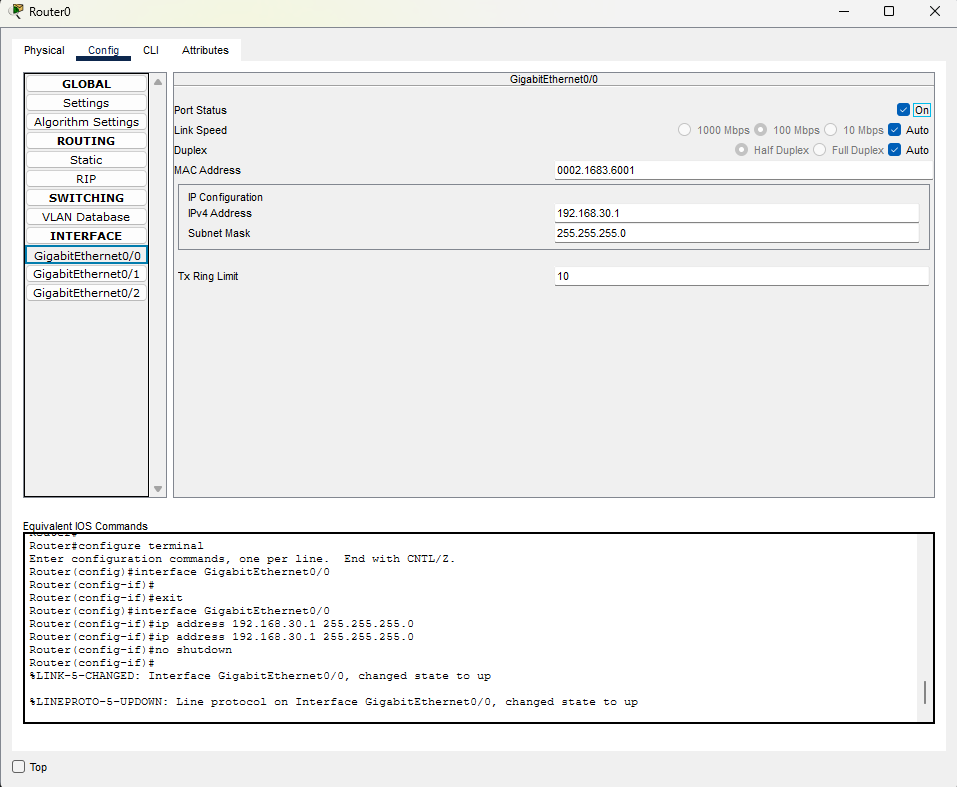 Router0
Physical Config CLI Attributes
GLOBAL
Settings
Algorithm Settings
ROUTING
Static
RIP
SWITCHING
VLAN Database
INTERFACE
GigabitEthernet0/0
GigabitEthernet0/1
GigabitEthernet0/2
GigabitEthernet0/0
Port Status On
Link Speed 1000 Mbps 100 Mbps 10 Mbps Auto
Duplex Half Duplex Full Duplex Auto
MAC Address 0002.1683.6001
IP Configuration
IPv4 Address 192.168.30.1
Subnet Mask 255.255.255.0
Tx Ring Limit 10
Equivalent IOS Commands
Router#
Router#configure terminal
Enter configuration commands, one per line.  End with CNTL/Z.
Router(config)#interface GigabitEthernet0/0
Router(config-if)#
Router(config-if)#exit
Router(config)#interface GigabitEthernet0/0
Router(config-if)#ip address 192.168.30.1 255.255.255.0
Router(config-if)#ip address 192.168.30.1 255.255.255.0
Router(config-if)#no shutdown
Router(config-if)#
%LINK-5-CHANGED: Interface GigabitEthernet0/0, changed state to up
%LINEPROTO-5-UPDOWN: Line protocol on Interface GigabitEthernet0/0, changed state to up
Top